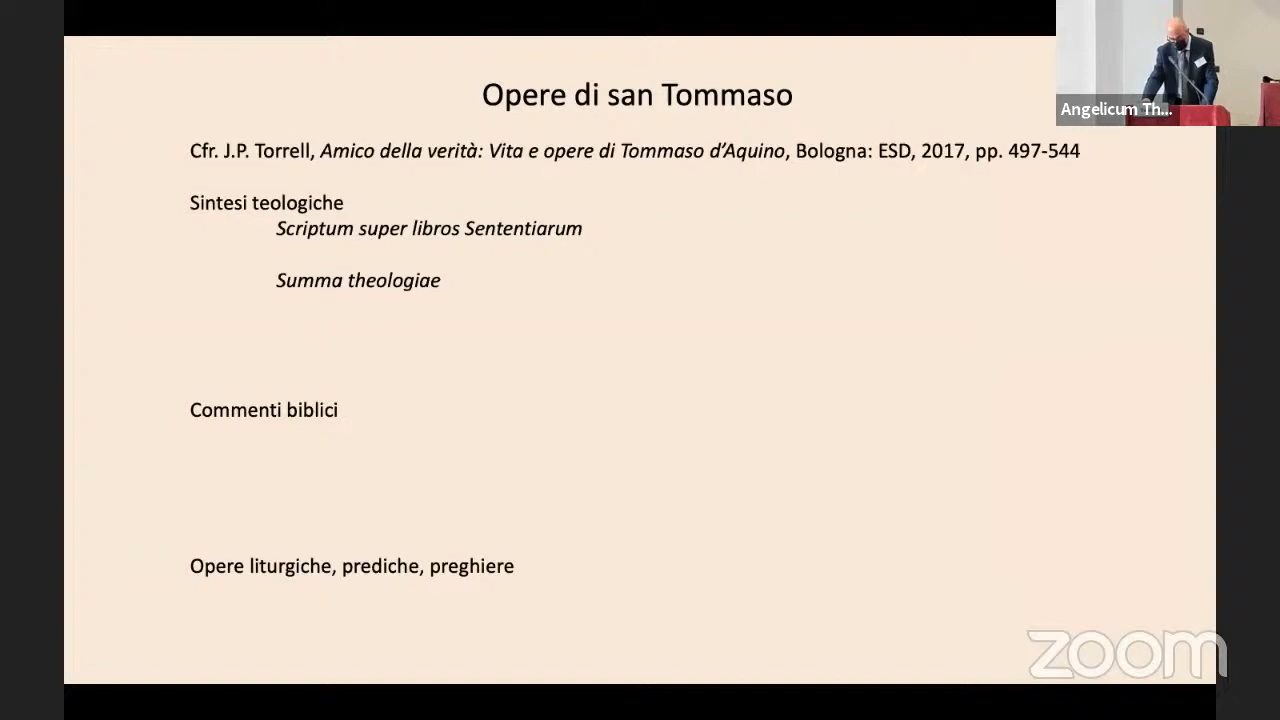 Opere di san Tommaso
Angelicum Th...
Cfr. J.P. Torrell, Amico della verità: Vita e opere di Tommaso d’Aquino, Bologna: ESD, 2017, pp. 497-544
Sintesi teologiche
Scriptum super libros Sententiarum
Summa theologiae
Commenti biblici
Opere liturgiche, prediche, preghiere
zoom